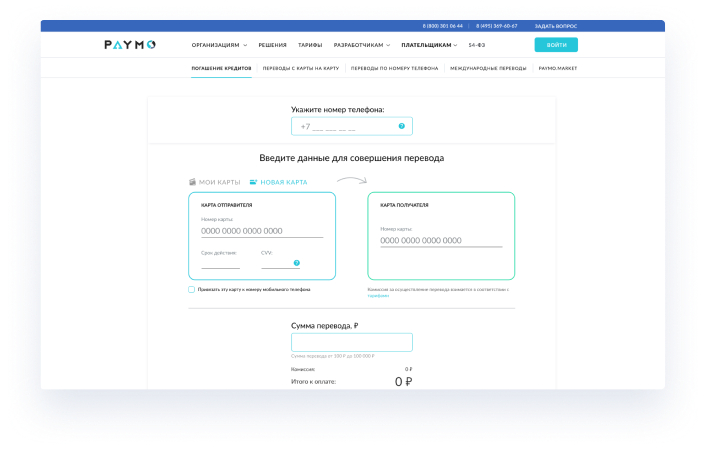 8 (800) 301 06 44 | 8 (495) 369-60-67 ЗАДАТЬ ВОПРОС
PAYMO ОРГАНИЗАЦИЯМ РЕШЕНИЯ ТАРИФЫ РАЗРАБОТЧИКАМ ПЛАТЕЛЬЩИКАМ 54-ФЗ ВОЙТИ
ПОГАШЕНИЕ КРЕДИТОВ ПЕРЕВОДЫ С КАРТЫ НА КАРТУ ПЕРЕВОДЫ ПО НОМЕРУ ТЕЛЕФОНА МЕЖДУНАРОДНЫЕ ПЕРЕВОДЫ PAYMO.MARKET
Укажите номер телефона:
+7 ___ ___ __ __ ?
Введите данные для совершения перевода
МОИ КАРТЫ НОВАЯ КАРТА
КАРТА ОТПРАВИТЕЛЯ
Номер карты:
0000 0000 0000 0000
Срок действия: CVV:
?
КАРТА ПОЛУЧАТЕЛЯ
Номер карты:
0000 0000 0000 0000
Привязать эту карту к номеру мобильного телефона
Комиссия за осуществление перевода взимается в соответствии с
тарифами
Сумма перевода, ₽
Сумма перевода от 100 ₽ до 100 000 ₽
Комиссия: 0 ₽
Итого к оплате: 0 ₽